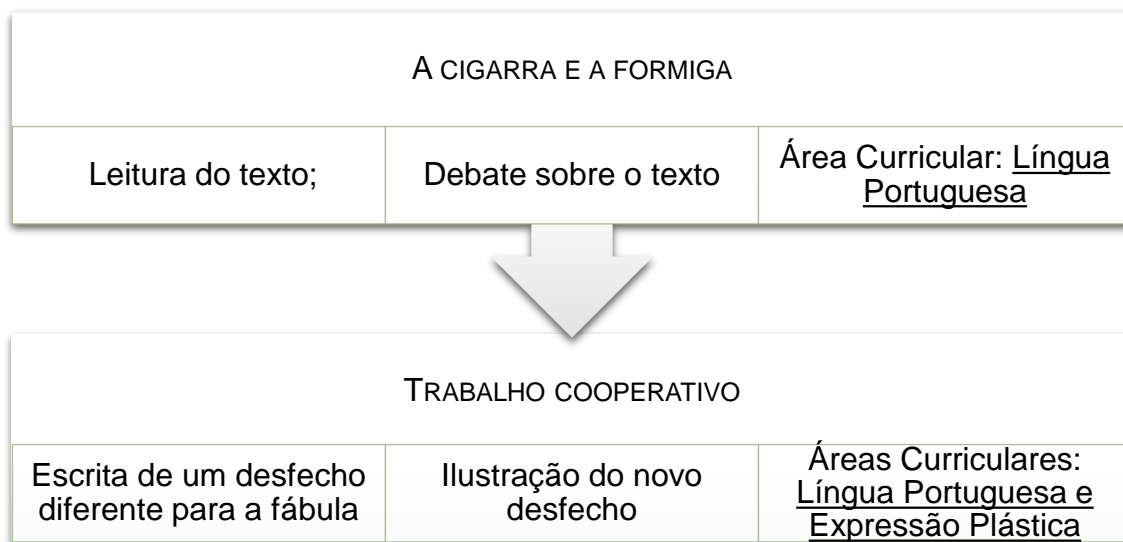 A CIGARRA E A FORMIGA
Leitura do texto;
Debate sobre o texto
Área Curricular: Língua
Portuguesa
TRABALHO COOPERATIVO
Escrita de um desfecho
diferente para a fábula
Ilustração do novo
desfecho
Áreas Curriculares:
Língua Portuguesa e
Expressão Plástica